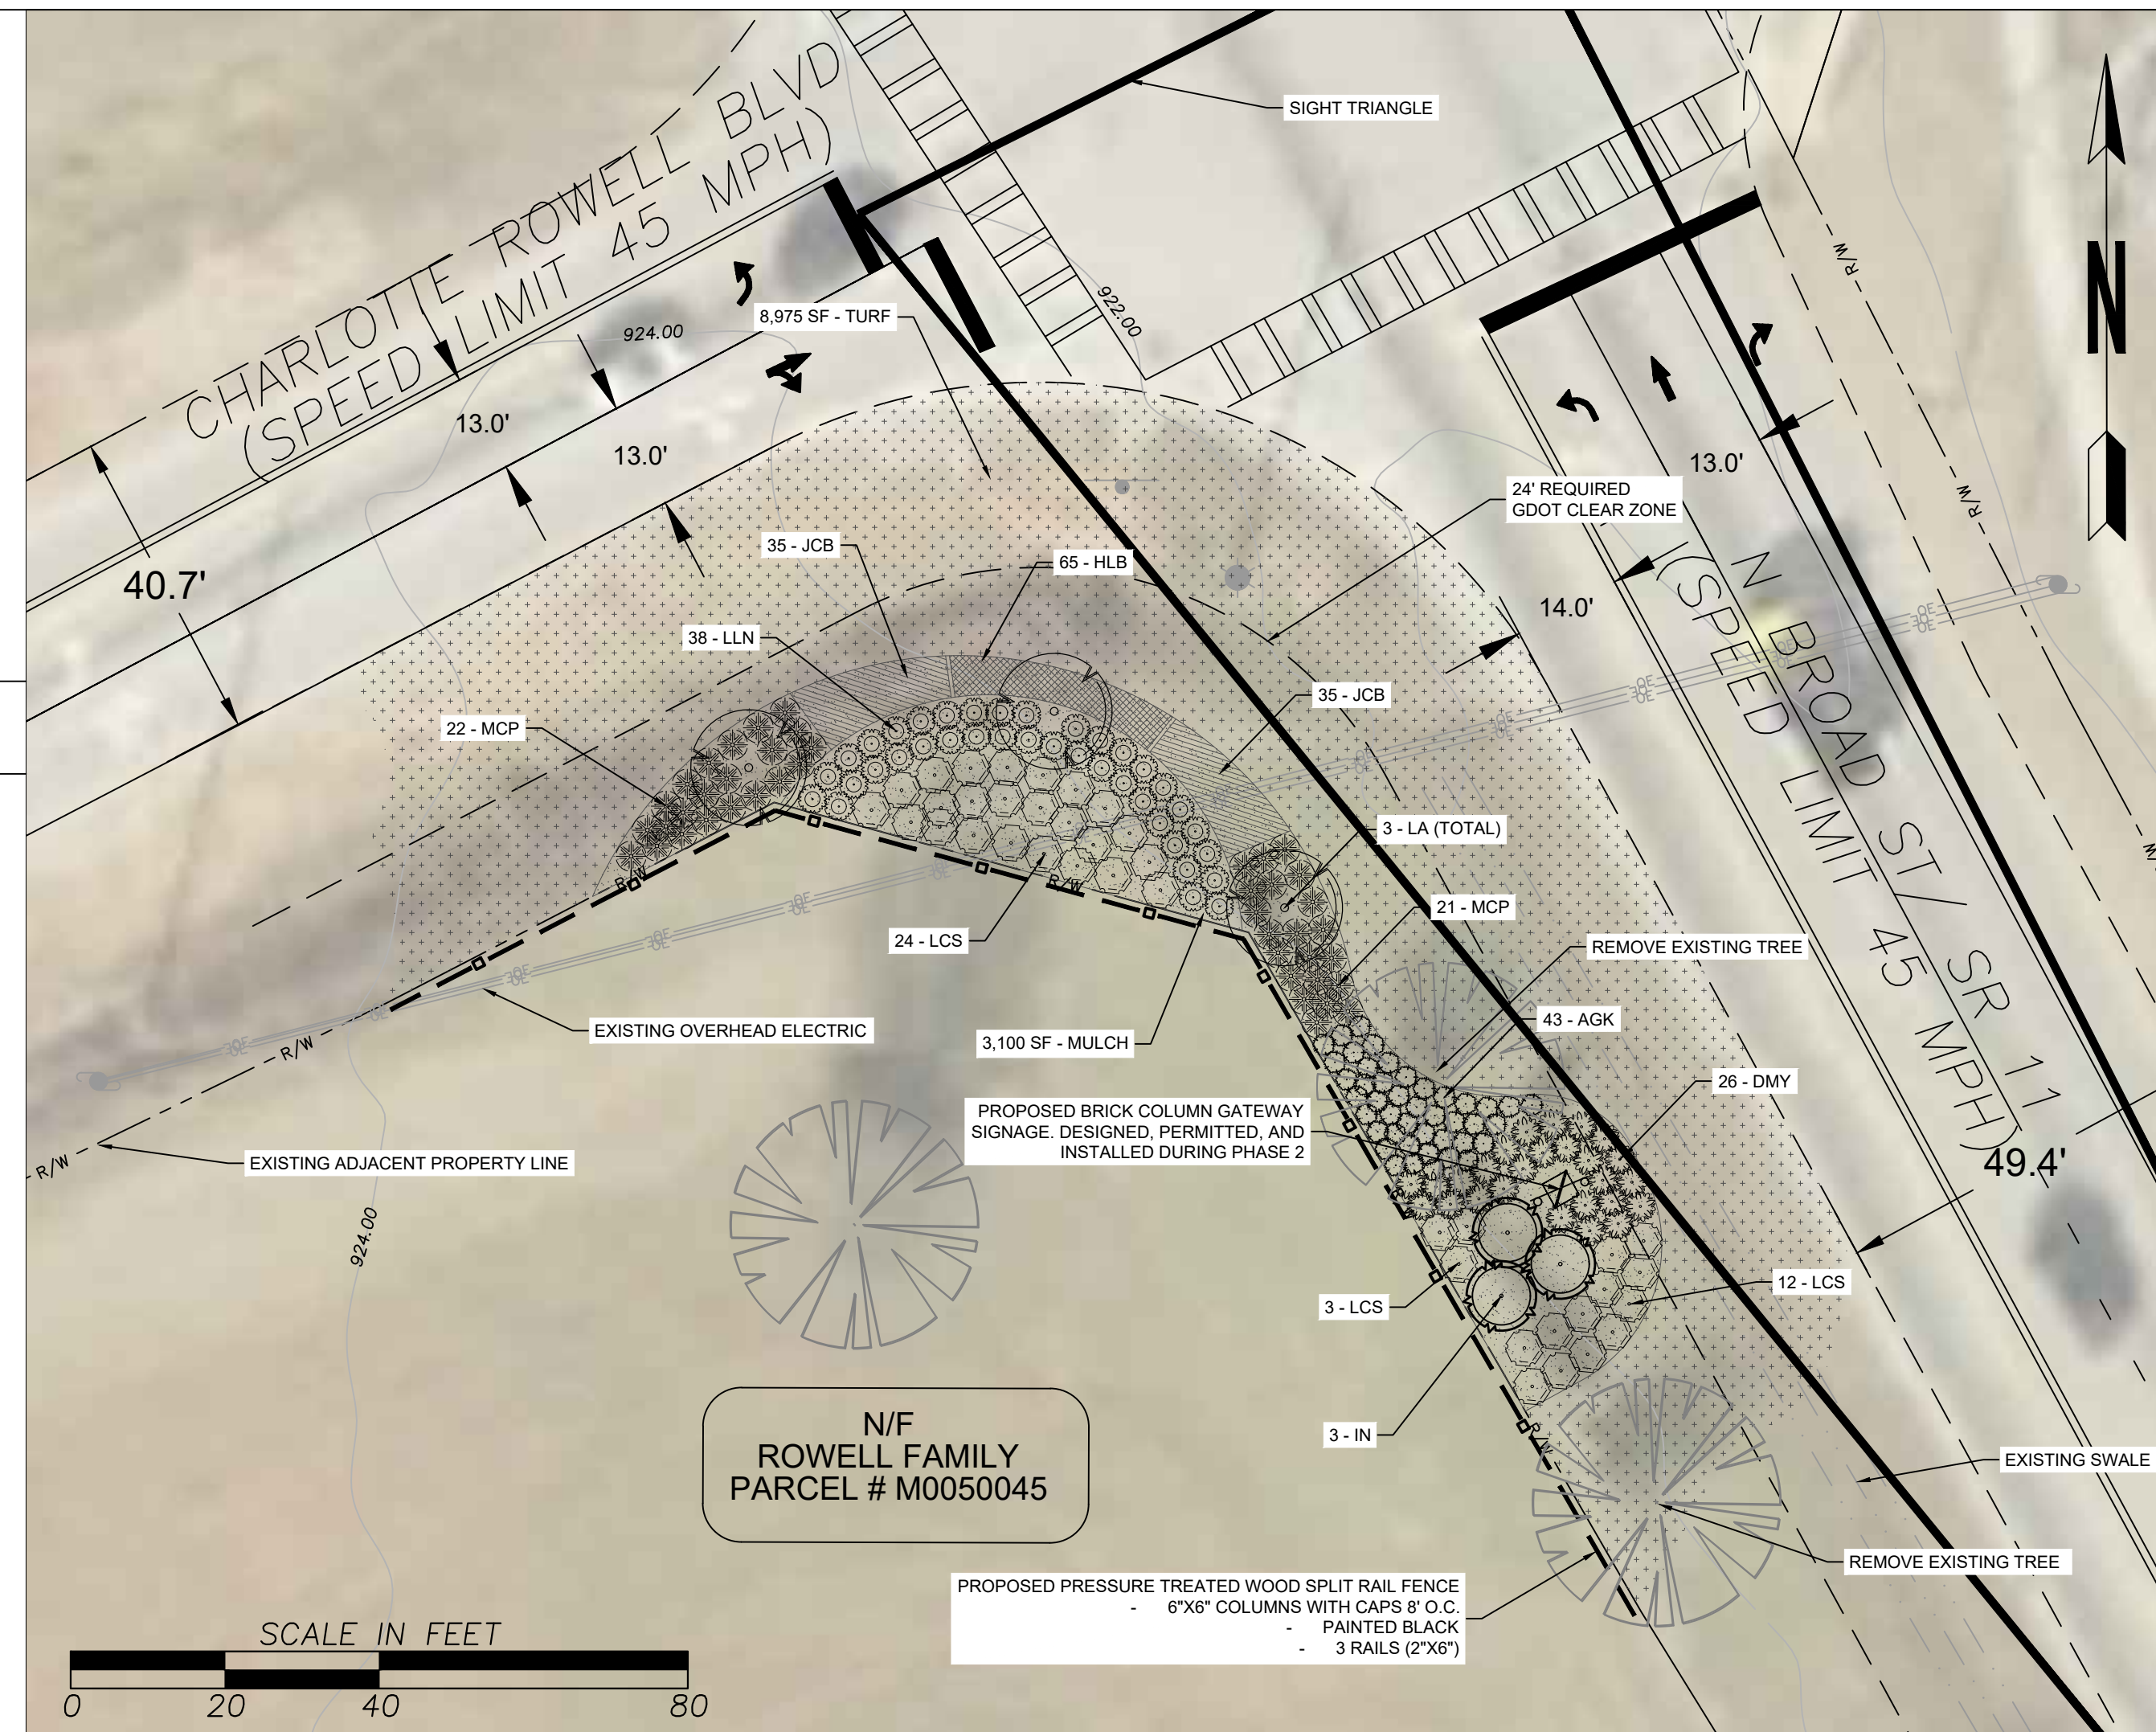 CHARLOTTE ROWELL BLVD
(SPEED LIMIT 45 MPH)
SIGHT TRIANGLE
N
R/W
922.00
924.00
8,975 SF - TURF
13.0'
13.0'
13.0'
24' REQUIRED
GDOT CLEAR ZONE
R/W
35 - JCB
65 - HLB
40.7'
14.0'
OE
OE
N BROAD ST/ SR 11
(SPEED LIMIT 45 MPH)
38 - LLN
35 - JCB
22 - MCP
3 - LA (TOTAL)
R/W
R/W
21 - MCP
24 - LCS
REMOVE EXISTING TREE
43 - AGK
EXISTING OVERHEAD ELECTRIC
3,100 SF - MULCH
R/W
26 - DMY
PROPOSED BRICK COLUMN GATEWAY
SIGNAGE. DESIGNED, PERMITTED, AND
INSTALLED DURING PHASE 2
R/W
EXISTING ADJACENT PROPERTY LINE
49.4'
924.00
12 - LCS
3 - LCS
3 - IN
N/F
ROWELL FAMILY
PARCEL # M0050045
R/W
EXISTING SWALE
REMOVE EXISTING TREE
PROPOSED PRESSURE TREATED WOOD SPLIT RAIL FENCE
- 6"X6" COLUMNS WITH CAPS 8' O.C.
- PAINTED BLACK
- 3 RAILS (2"X6")
SCALE IN FEET
0 20 40 80